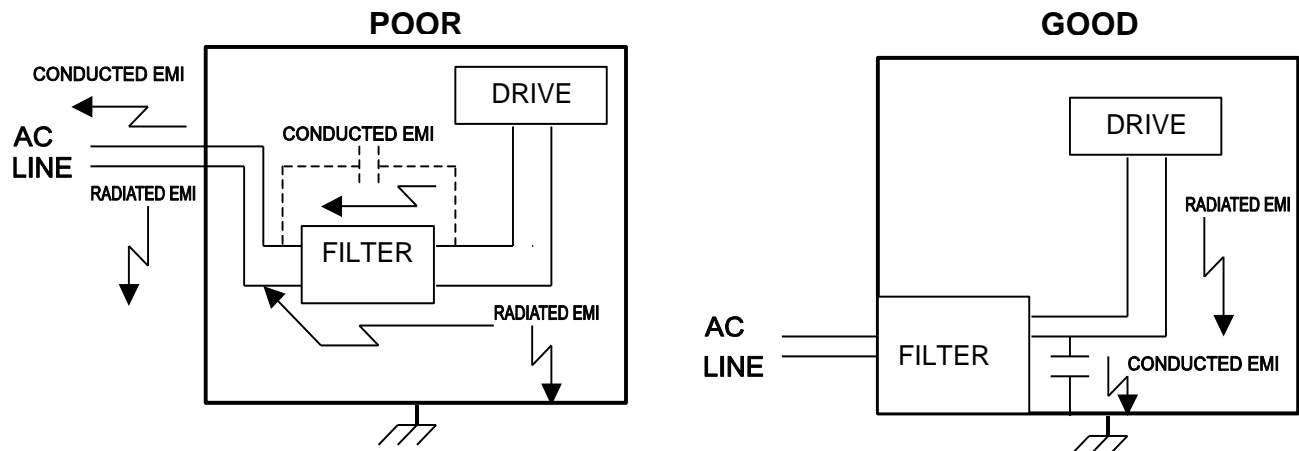 POOR
CONDUCTED EMI
DRIVE
CONDUCTED EMI
AC
LINE
RADIATED EMI
FILTER
RADIATED EMI
GOOD
DRIVE
RADIATED EMI
AC
LINE
FILTER
CONDUCTED EMI